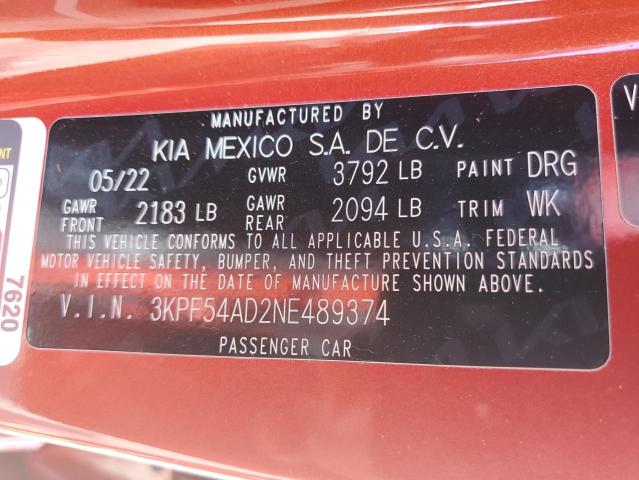 MANUFACTURED BY
KIA MEXICO S.A. DE C.V.
05/22 GVWR 3792 LB PAINT DRG
GAWR FRONT 2183 LB GAWR REAR 2094 LB TRIM WK
THIS VEHICLE CONFORMS TO ALL APPLICABLE U.S.A. FEDERAL
MOTOR VEHICLE SAFETY, BUMPER, AND THEFT PREVENTION STANDARDS
IN EFFECT ON THE DATE OF MANUFACTURE SHOWN ABOVE.
V.I.N. 3KPF54AD2NE489374
PASSENGER CAR
7620